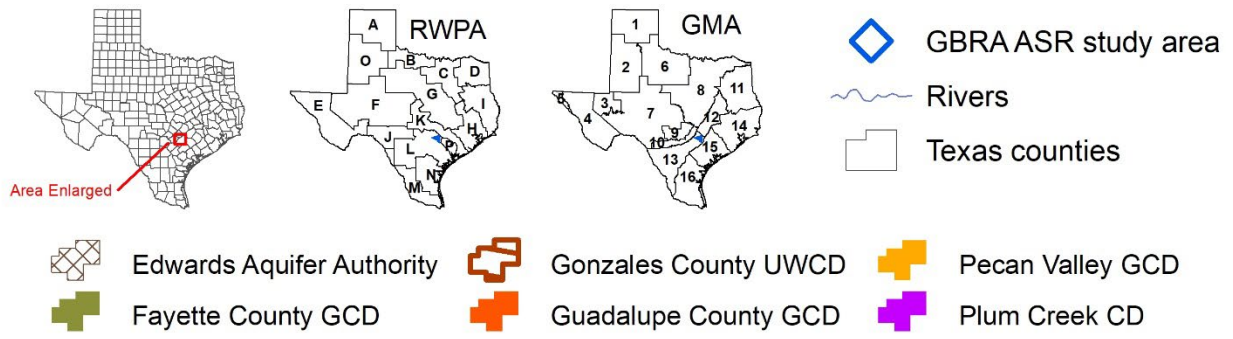 RWPA
GMA
A
O
B
C
D
G
E
F
I
K
H
J
L
P
N
M
1
2
6
8
11
5
3
4
7
12
9
14
10
15
13
16
Area Enlarged
GBRA ASR study area
Rivers
Texas counties
Edwards Aquifer Authority
Gonzales County UWCD
Pecan Valley GCD
Fayette County GCD
Guadalupe County GCD
Plum Creek CD